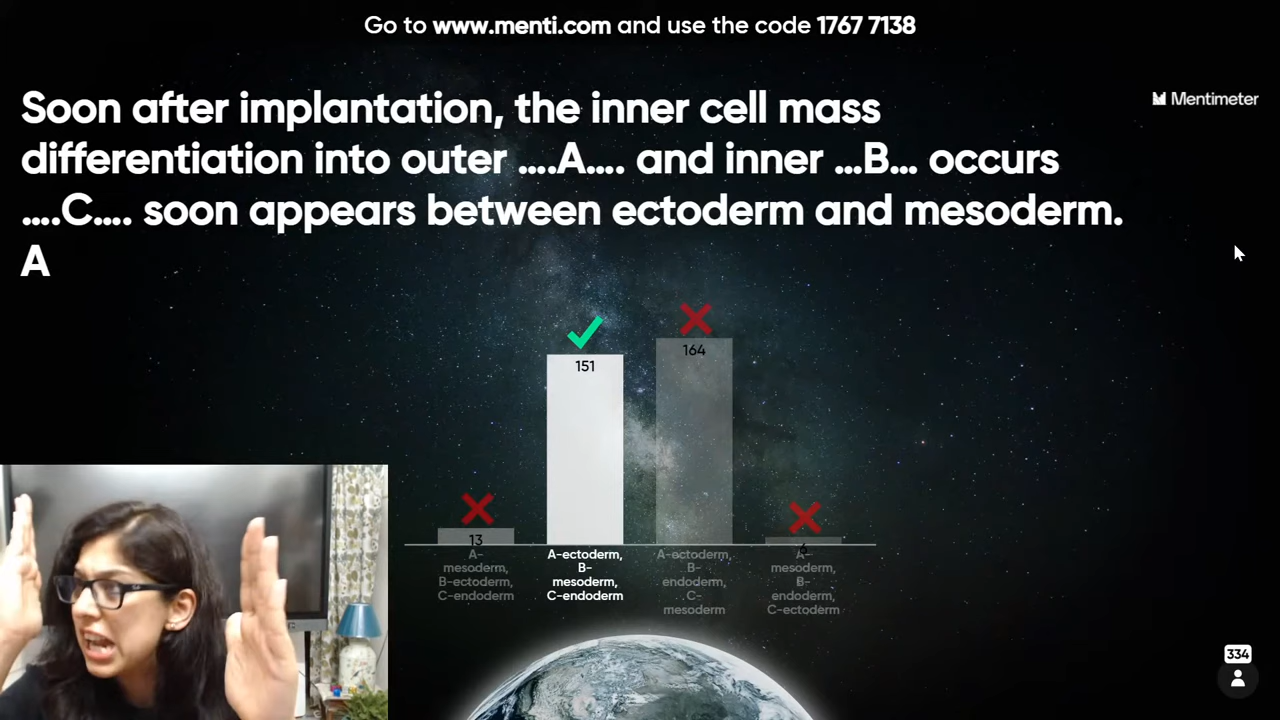 Go to www.menti.com and use the code 1767 7138
Mentimeter
Soon after implantation, the inner cell mass
differentiation into outer ....A.... and inner ...B... occurs
....C.... soon appears between ectoderm and mesoderm.
A
151
164
13
6
A-
mesoderm,
B-ectoderm,
C-endoderm
A-ectoderm,
B-
mesoderm,
C-endoderm
A-ectoderm,
B-
endoderm,
C-
mesoderm
A-
mesoderm,
B-
endoderm,
C-ectoderm
334